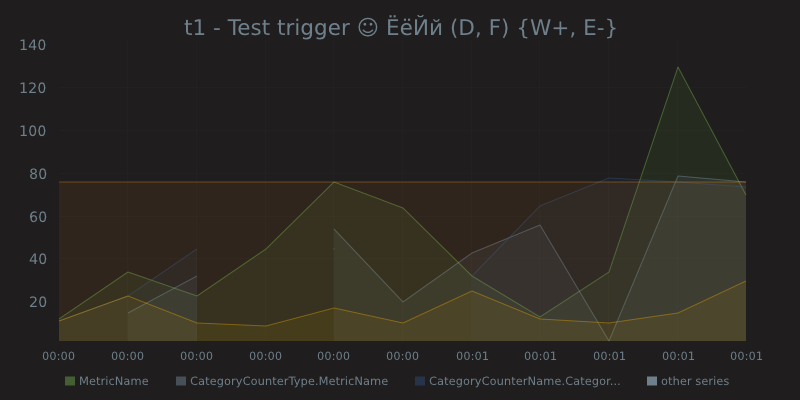 t1 - Test trigger ☺ ЁёЙй (D, F) {W+, E-}
140
120
100
80
60
40
20
00:00 00:00 00:00 00:00 00:00 00:00 00:01 00:01 00:01 00:01 00:01
MetricName CategoryCounterType.MetricName CategoryCounterName.Categor... other series